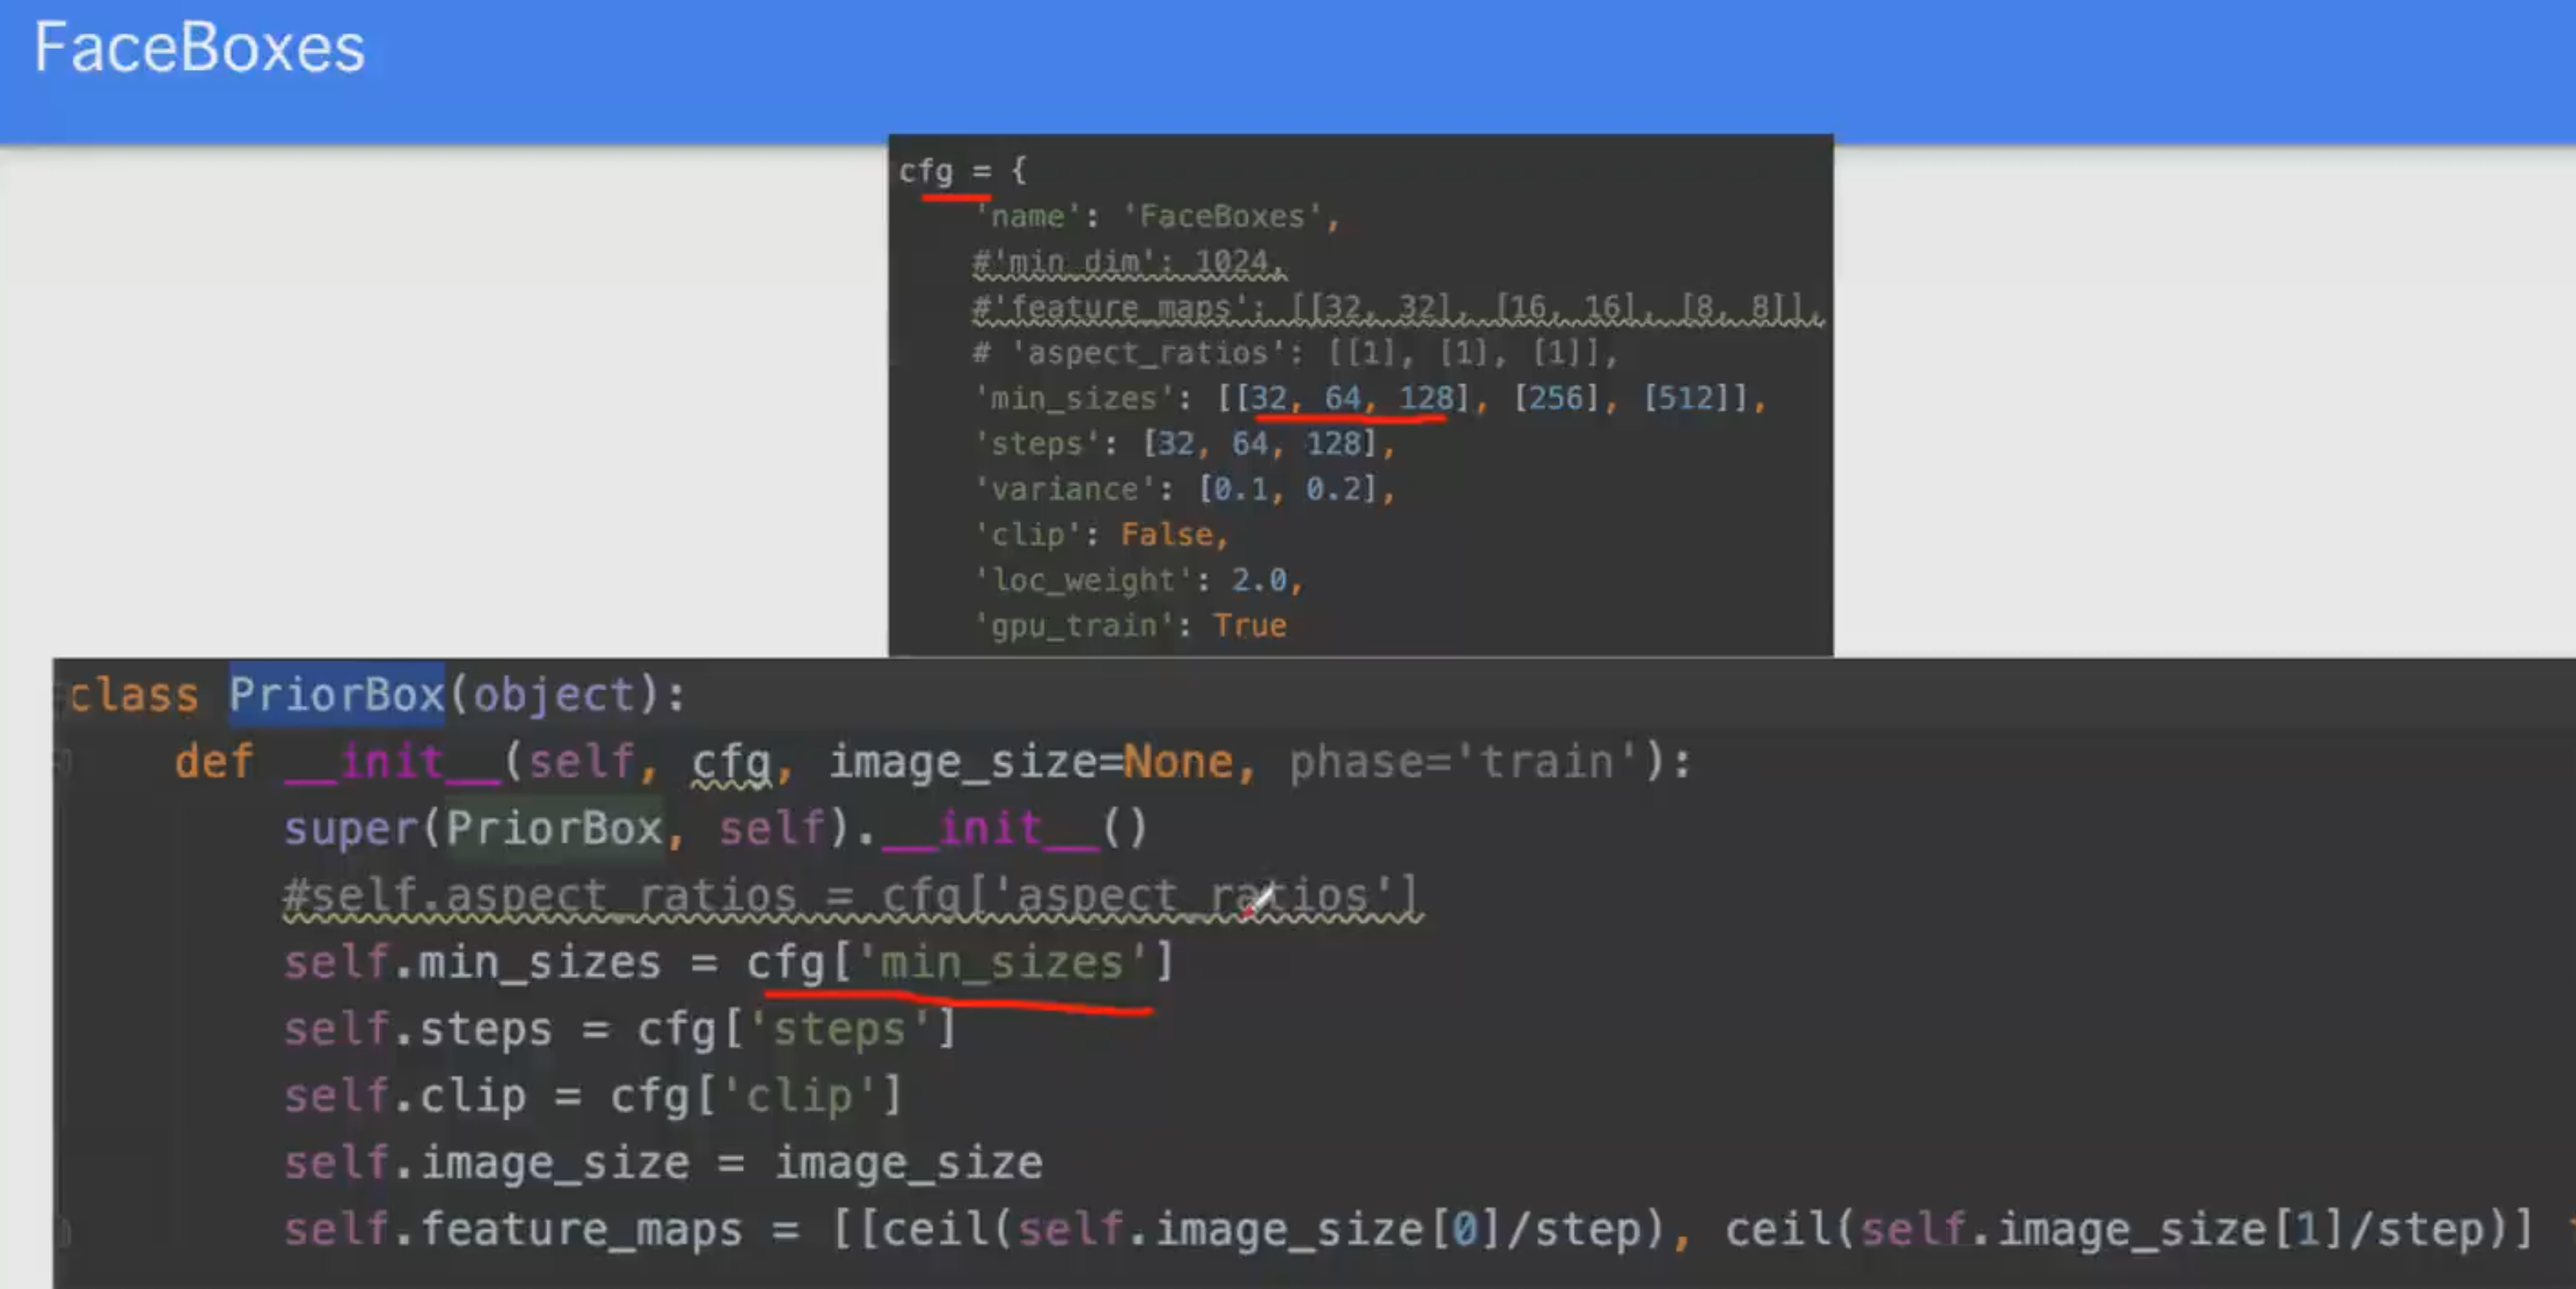 FaceBoxes
cfg = {
'name': 'FaceBoxes',
#'min_dim': 1024,
#'feature_maps': [[32, 32], [16, 16], [8, 8]],
# 'aspect_ratios': [[1], [1], [1]],
'min_sizes': [[32, 64, 128], [256], [512]],
'steps': [32, 64, 128],
'variance': [0.1, 0.2],
'clip': False,
'loc_weight': 2.0,
'gpu_train': True
class PriorBox(object):
def __init__(self, cfg, image_size=None, phase='train'):
super(PriorBox, self).__init__()
#self.aspect_ratios = cfg['aspect_ratios']
self.min_sizes = cfg['min_sizes']
self.steps = cfg['steps']
self.clip = cfg['clip']
self.image_size = image_size
self.feature_maps = [[ceil(self.image_size[0]/step), ceil(self.image_size[1]/step)]